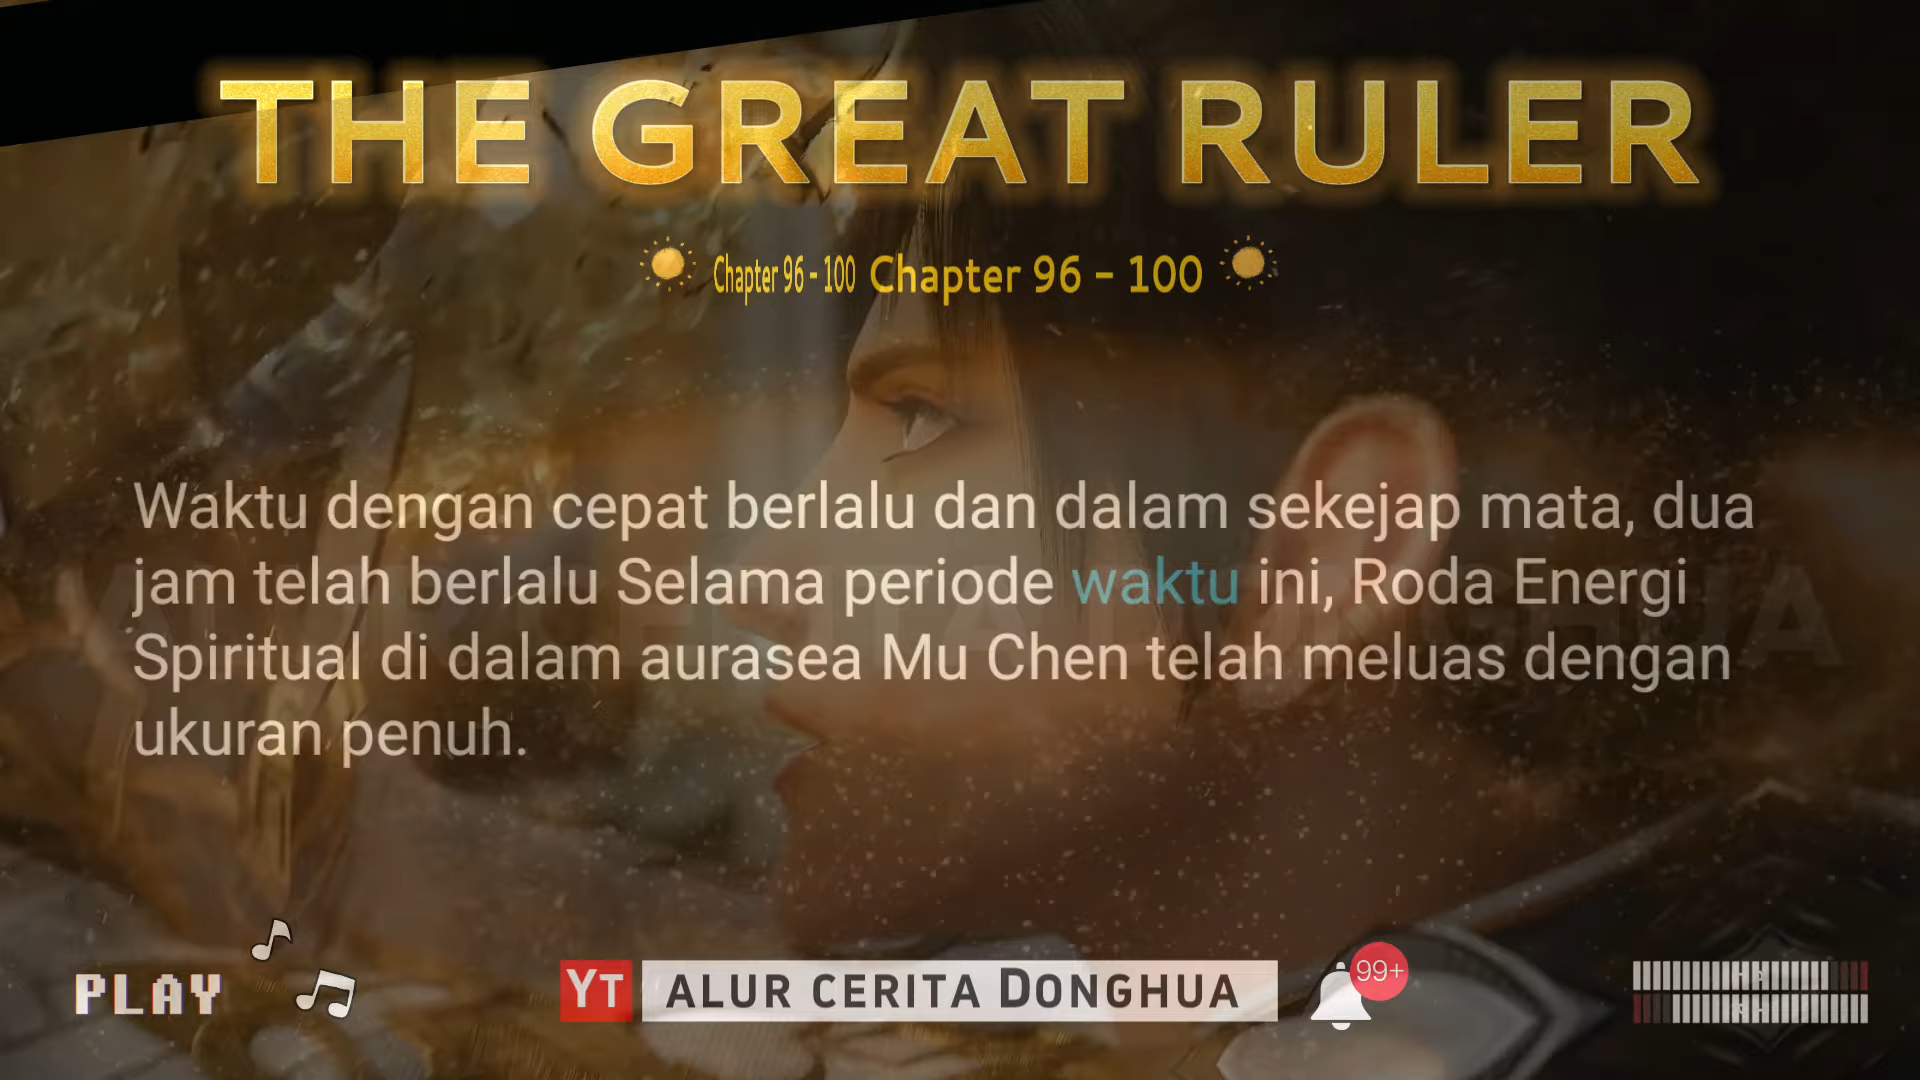 THE GREAT RULER
Chapter 96 - 100 Chapter 96 - 100
Waktu dengan cepat berlalu dan dalam sekejap mata, dua
jam telah berlalu Selama periode waktu ini, Roda Energi
Spiritual di dalam aurasea Mu Chen telah meluas dengan
ukuran penuh.
PLAY
YT ALUR CERITA DONGHUA
99+